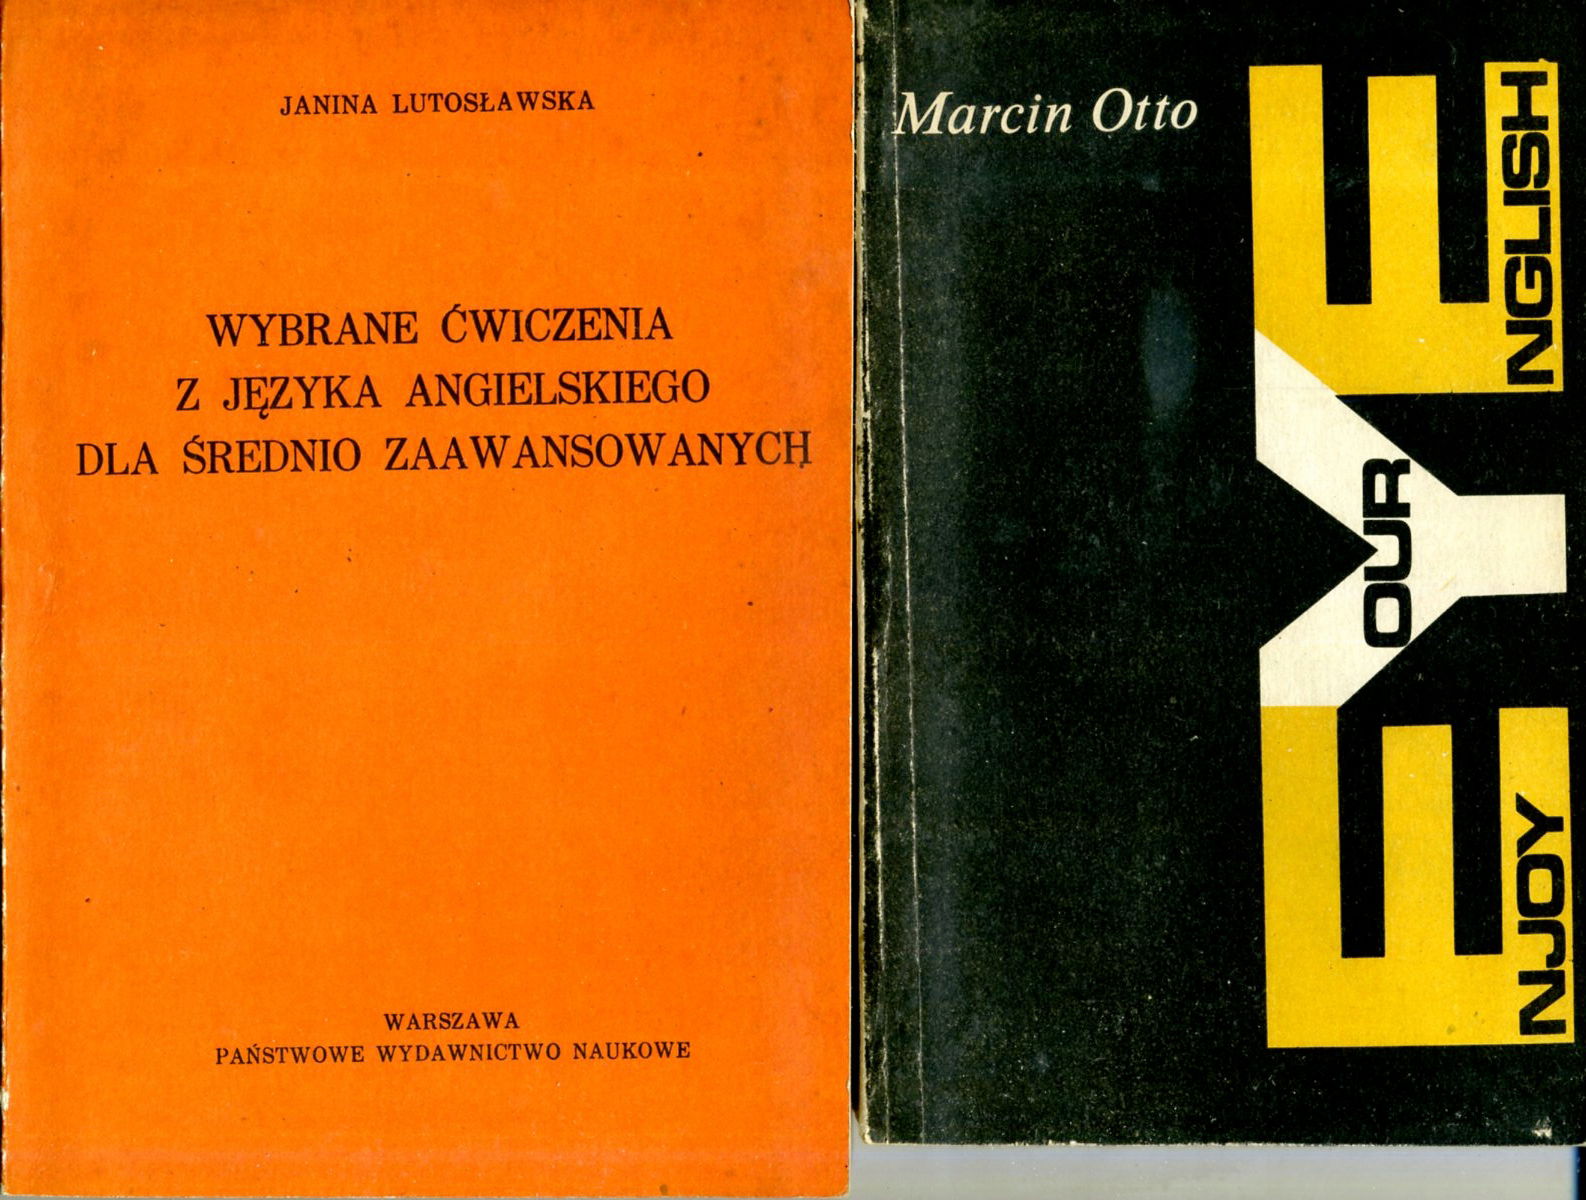 JANINA LUTOSŁAWSKA
WYBRANE ĆWICZENIA
Z JĘZYKA ANGIELSKIEGO
DLA ŚREDNIO ZAAWANSOWANYCH
WARSZAWA
PAŃSTWOWE WYDAWNICTWO NAUKOWE
Marcin Otto
ENJOY
YOUR
ENGLISH